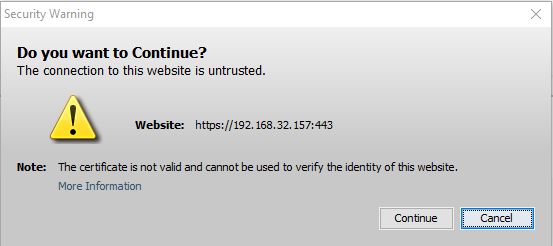 Security Warning
Do you want to Continue?
The connection to this website is untrusted.
Website: https://192.168.32.157:443
Note: The certificate is not valid and cannot be used to verify the identity of this website.
More Information
Continue Cancel